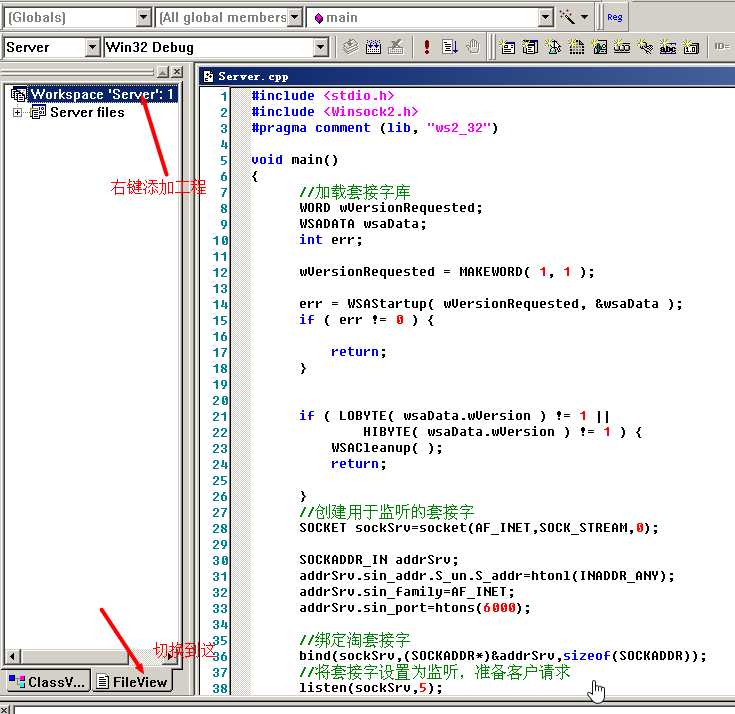 (Globals)
(All global members
main
Reg
Server
Win32 Debug
ID=
Workspace 'Server': 1
Server files
右键添加工程
切换到这
ClassV...
FileView
Server.cpp
1 #include <stdio.h>
2 #include <Winsock2.h>
3 #pragma comment (lib, "ws2_32")
4
5 void main()
6 {
7 //加载套接字库
8 WORD wVersionRequested;
9 WSADATA wsaData;
10 int err;
11
12 wVersionRequested = MAKEWORD( 1, 1 );
13
14 err = WSAStartup( wVersionRequested, &wsaData );
15 if ( err != 0 ) {
16
17 return;
18 }
19
20
21 if ( LOBYTE( wsaData.wVersion ) != 1 ||
22 HIBYTE( wsaData.wVersion ) != 1 ) {
23 WSACleanup( );
24 return;
25
26 }
27 //创建用于监听的套接字
28 SOCKET sockSrv=socket(AF_INET,SOCK_STREAM,0);
29
30 SOCKADDR_IN addrSrv;
31 addrSrv.sin_addr.S_un.S_addr=htonl(INADDR_ANY);
32 addrSrv.sin_family=AF_INET;
33 addrSrv.sin_port=htons(6000);
34
35 //绑定淘套接字
36 bind(sockSrv,(SOCKADDR*)&addrSrv,sizeof(SOCKADDR));
37 //将套接字设置为监听，准备客户请求
38 listen(sockSrv,5);